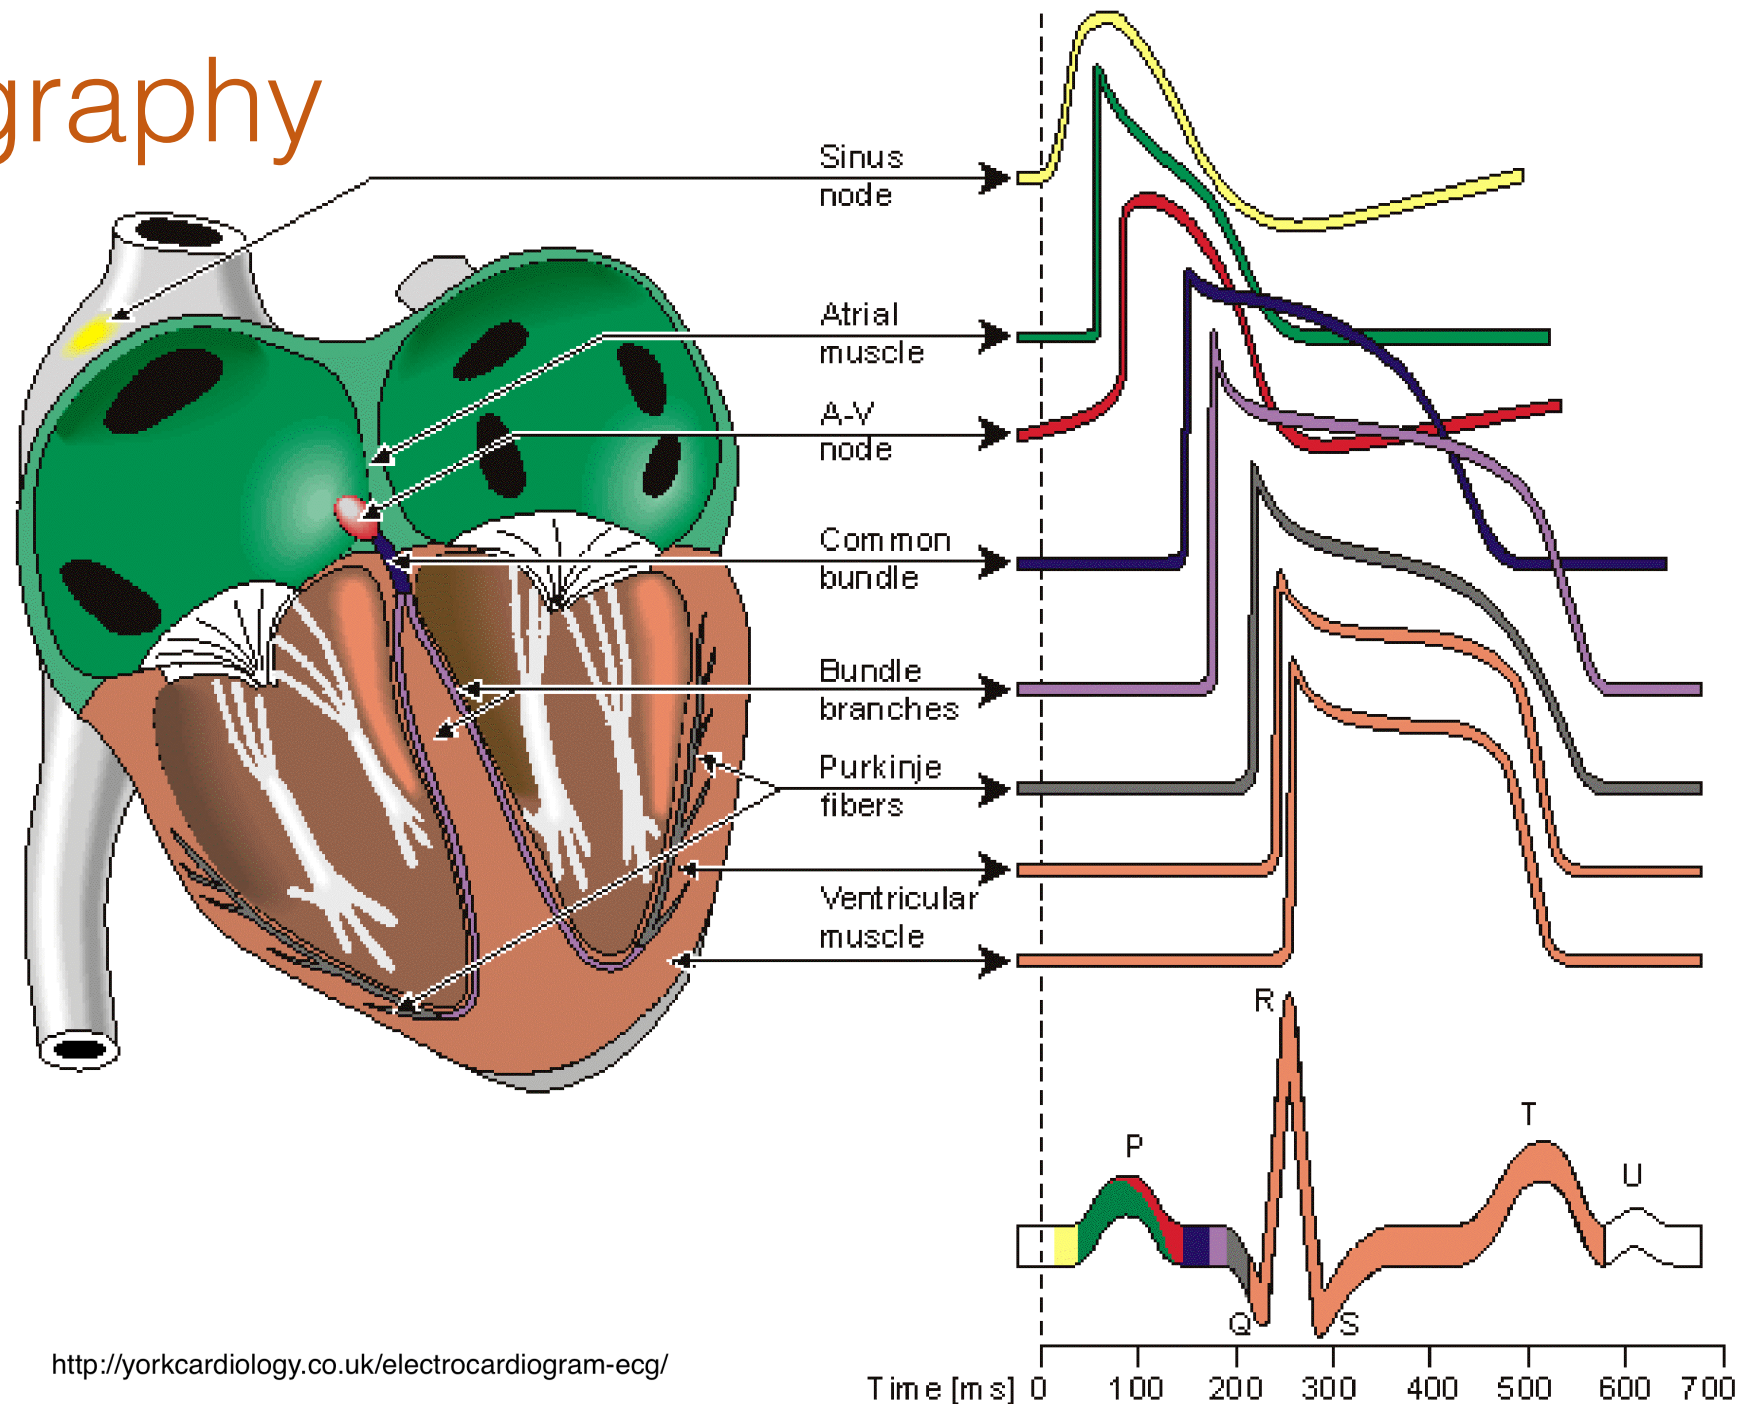 graphy
Sinus
node
Atrial
muscle
A-V
node
Common
bundle
Bundle
branches
Purkinje
fibers
Ventricular
muscle
R
P
T
U
Q
S
http://yorkcardiology.co.uk/electrocardiogram-ecg/
Time [ms] 0 100 200 300 400 500 600 700